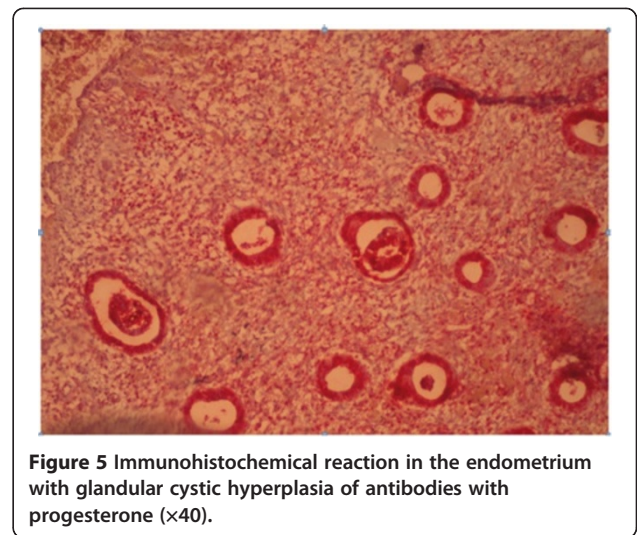 Figure 5 Immunohistochemical reaction in the endometrium
with glandular cystic hyperplasia of antibodies with
progesterone (×40).